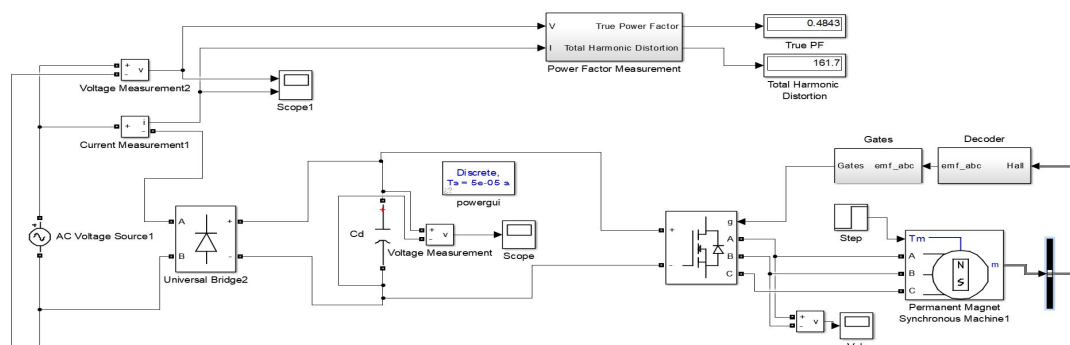 V
I
True Power Factor
Total Harmonic Distortion
Power Factor Measurement
0.4843
True PF
161.7
Total Harmonic
Distortion
+
-
v
Voltage Measurement2
Scope1
+
i
-
Current Measurement1
AC Voltage Source1
A
B
+
-
Universal Bridge2
Discrete,
Ts = 5e-05 s
powergui
Cd
+
-
v
Voltage Measurement
Scope
Gates
Gates emf_abc
Decoder
emf_abc Hall
+
-
g
A
B
C
Step
Tm
A
B
C
N
S
m
Permanent Magnet
Synchronous Machine1
+
-
v